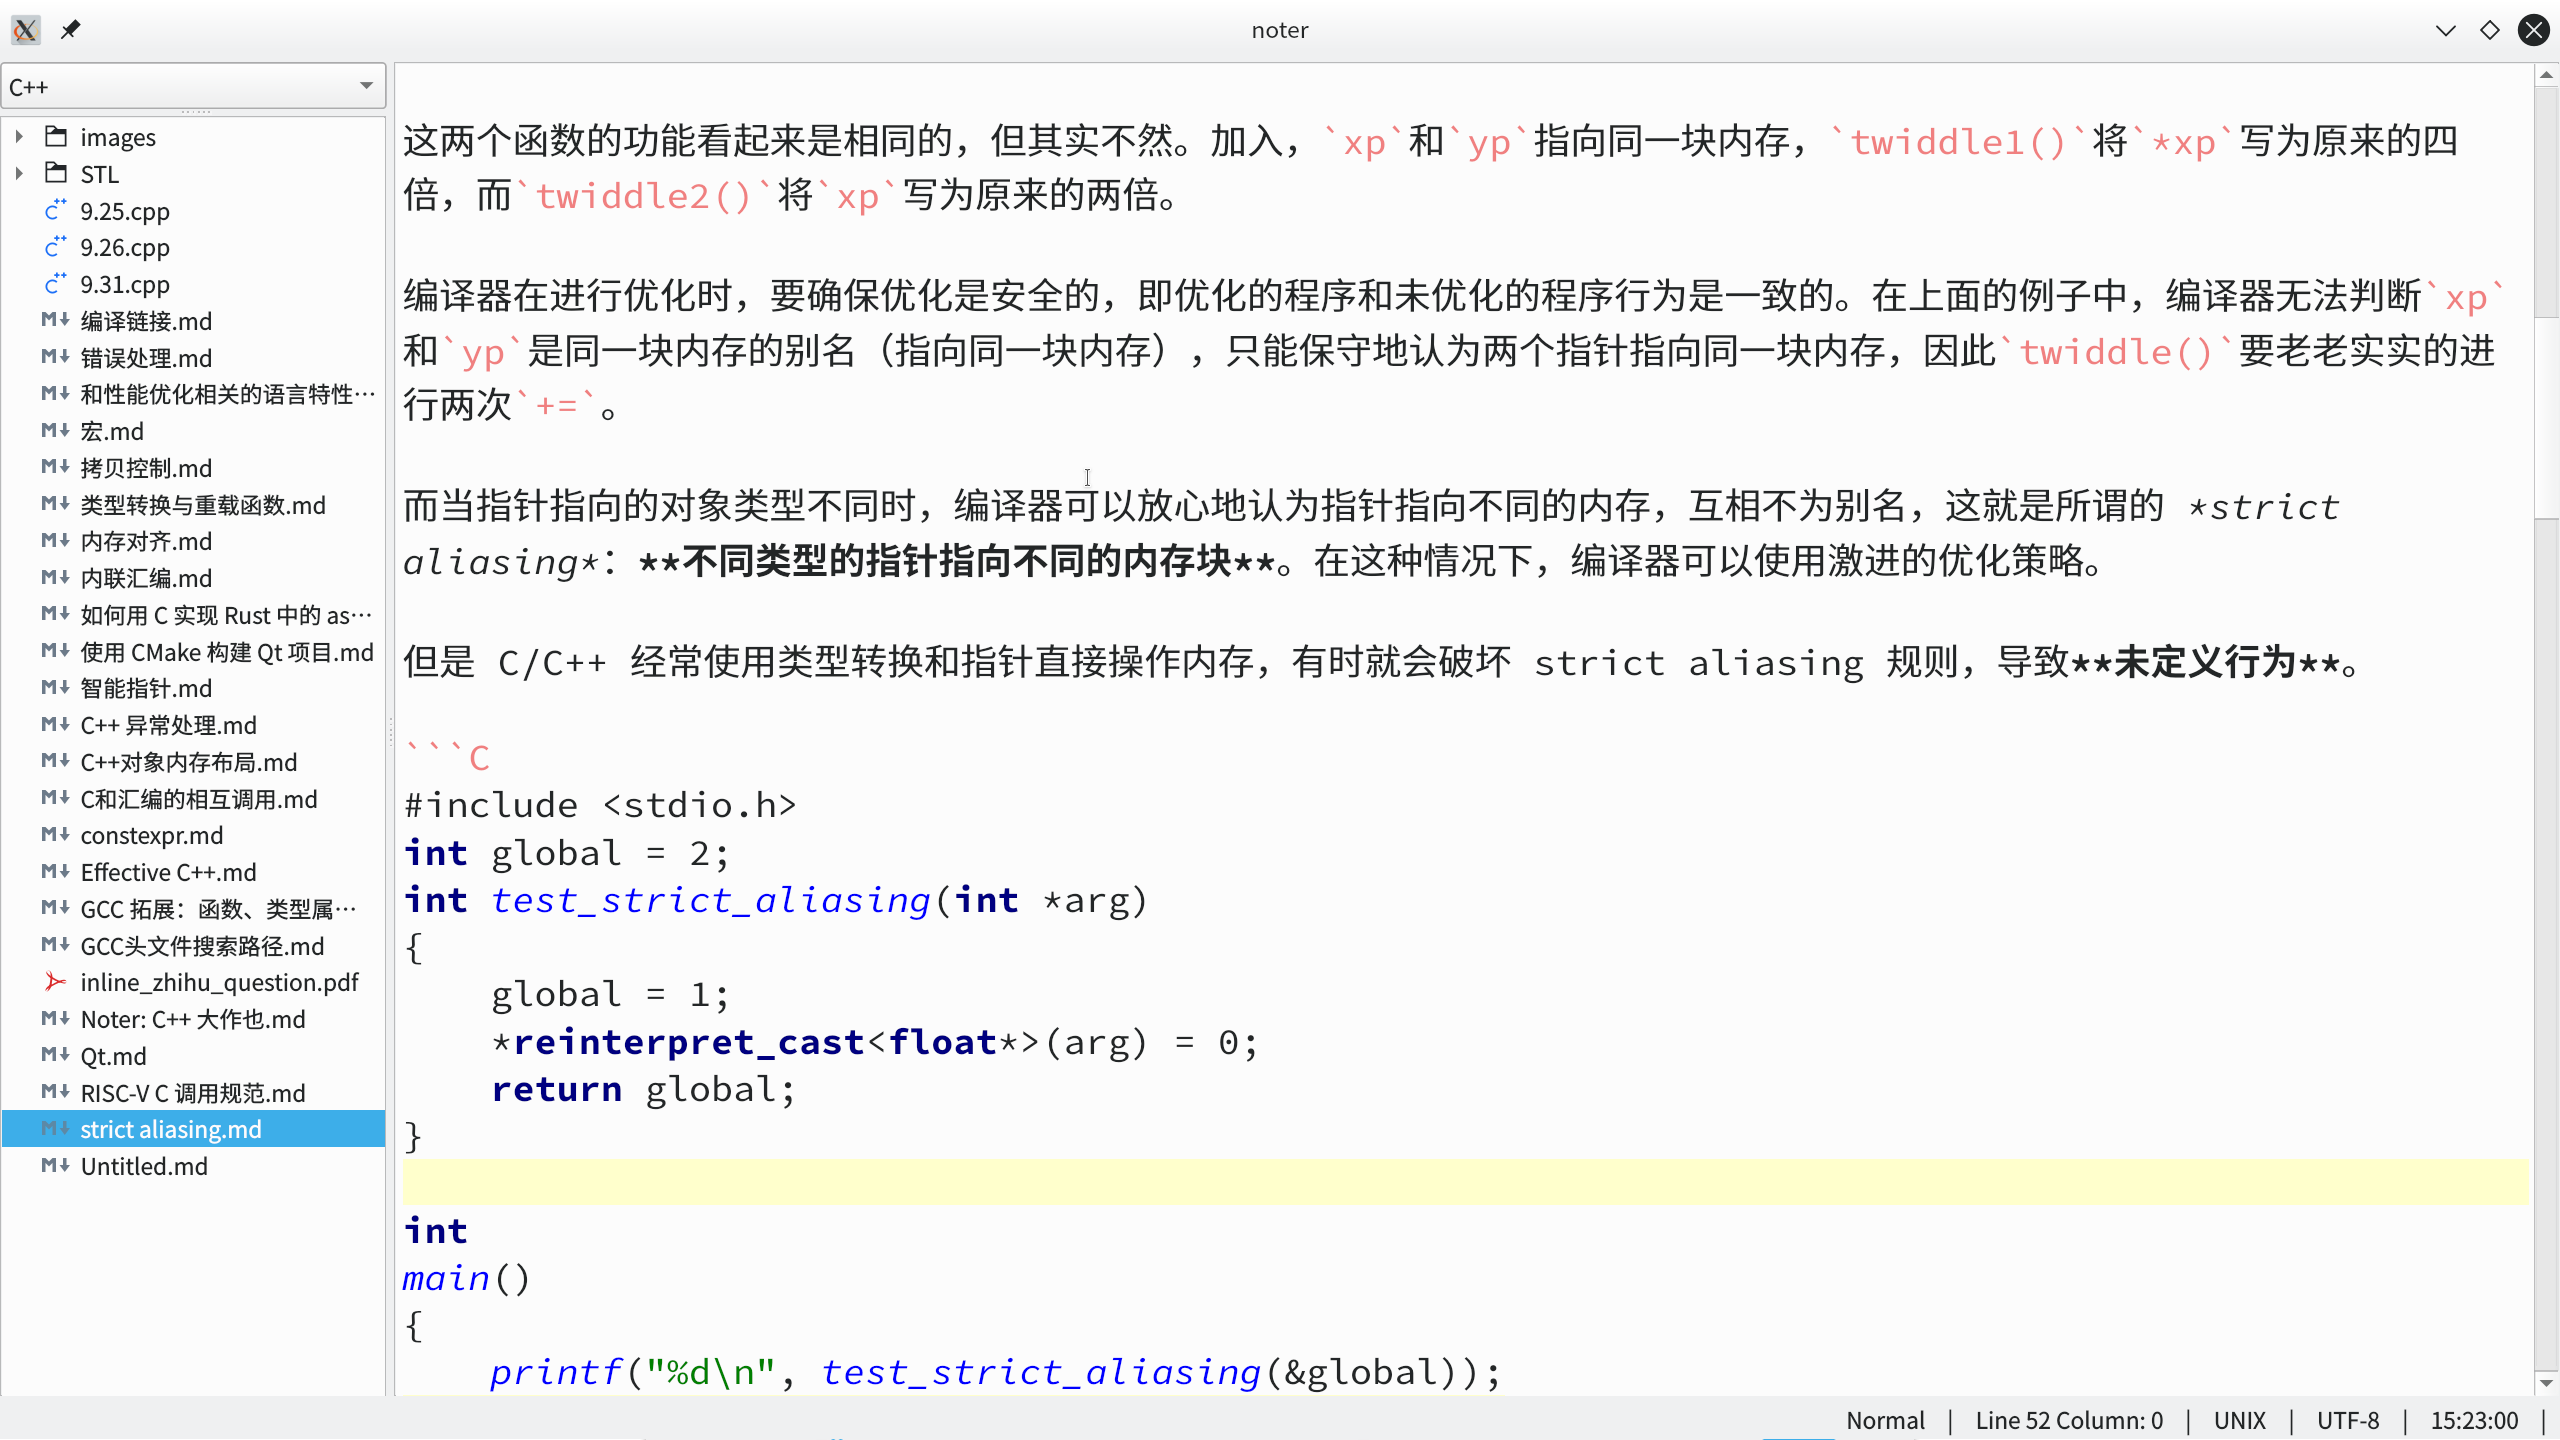 noter
C++
images
STL
9.25.cpp
9.26.cpp
9.31.cpp
编译链接.md
错误处理.md
和性能优化相关的语言特性…
宏.md
拷贝控制.md
类型转换与重载函数.md
内存对齐.md
内联汇编.md
如何用 C 实现 Rust 中的 as…
使用 CMake 构建 Qt 项目.md
智能指针.md
C++ 异常处理.md
C++对象内存布局.md
C和汇编的相互调用.md
constexpr.md
Effective C++.md
GCC 拓展：函数、类型属…
GCC头文件搜索路径.md
inline_zhihu_question.pdf
Noter: C++ 大作也.md
Qt.md
RISC-V C 调用规范.md
strict aliasing.md
Untitled.md
这两个函数的功能看起来是相同的，但其实不然。加入，`xp`和`yp`指向同一块内存，`twiddle1()`将`*xp`写为原来的四
倍，而`twiddle2()`将`xp`写为原来的两倍。
编译器在进行优化时，要确保优化是安全的，即优化的程序和未优化的程序行为是一致的。在上面的例子中，编译器无法判断`xp`
和`yp`是同一块内存的别名（指向同一块内存），只能保守地认为两个指针指向同一块内存，因此`twiddle()`要老老实实的进
行两次`+=`。
而当指针指向的对象类型不同时，编译器可以放心地认为指针指向不同的内存，互相不为别名，这就是所谓的 *strict
aliasing*：**不同类型的指针指向不同的内存块**。在这种情况下，编译器可以使用激进的优化策略。
但是 C/C++ 经常使用类型转换和指针直接操作内存，有时就会破坏 strict aliasing 规则，导致**未定义行为**。
```C
#include <stdio.h>
int global = 2;
int test_strict_aliasing(int *arg)
{
global = 1;
*reinterpret_cast<float*>(arg) = 0;
return global;
}
int
main()
{
printf("%d\n", test_strict_aliasing(&global));
Normal | Line 52 Column: 0 | UNIX | UTF-8 | 15:23:00 |